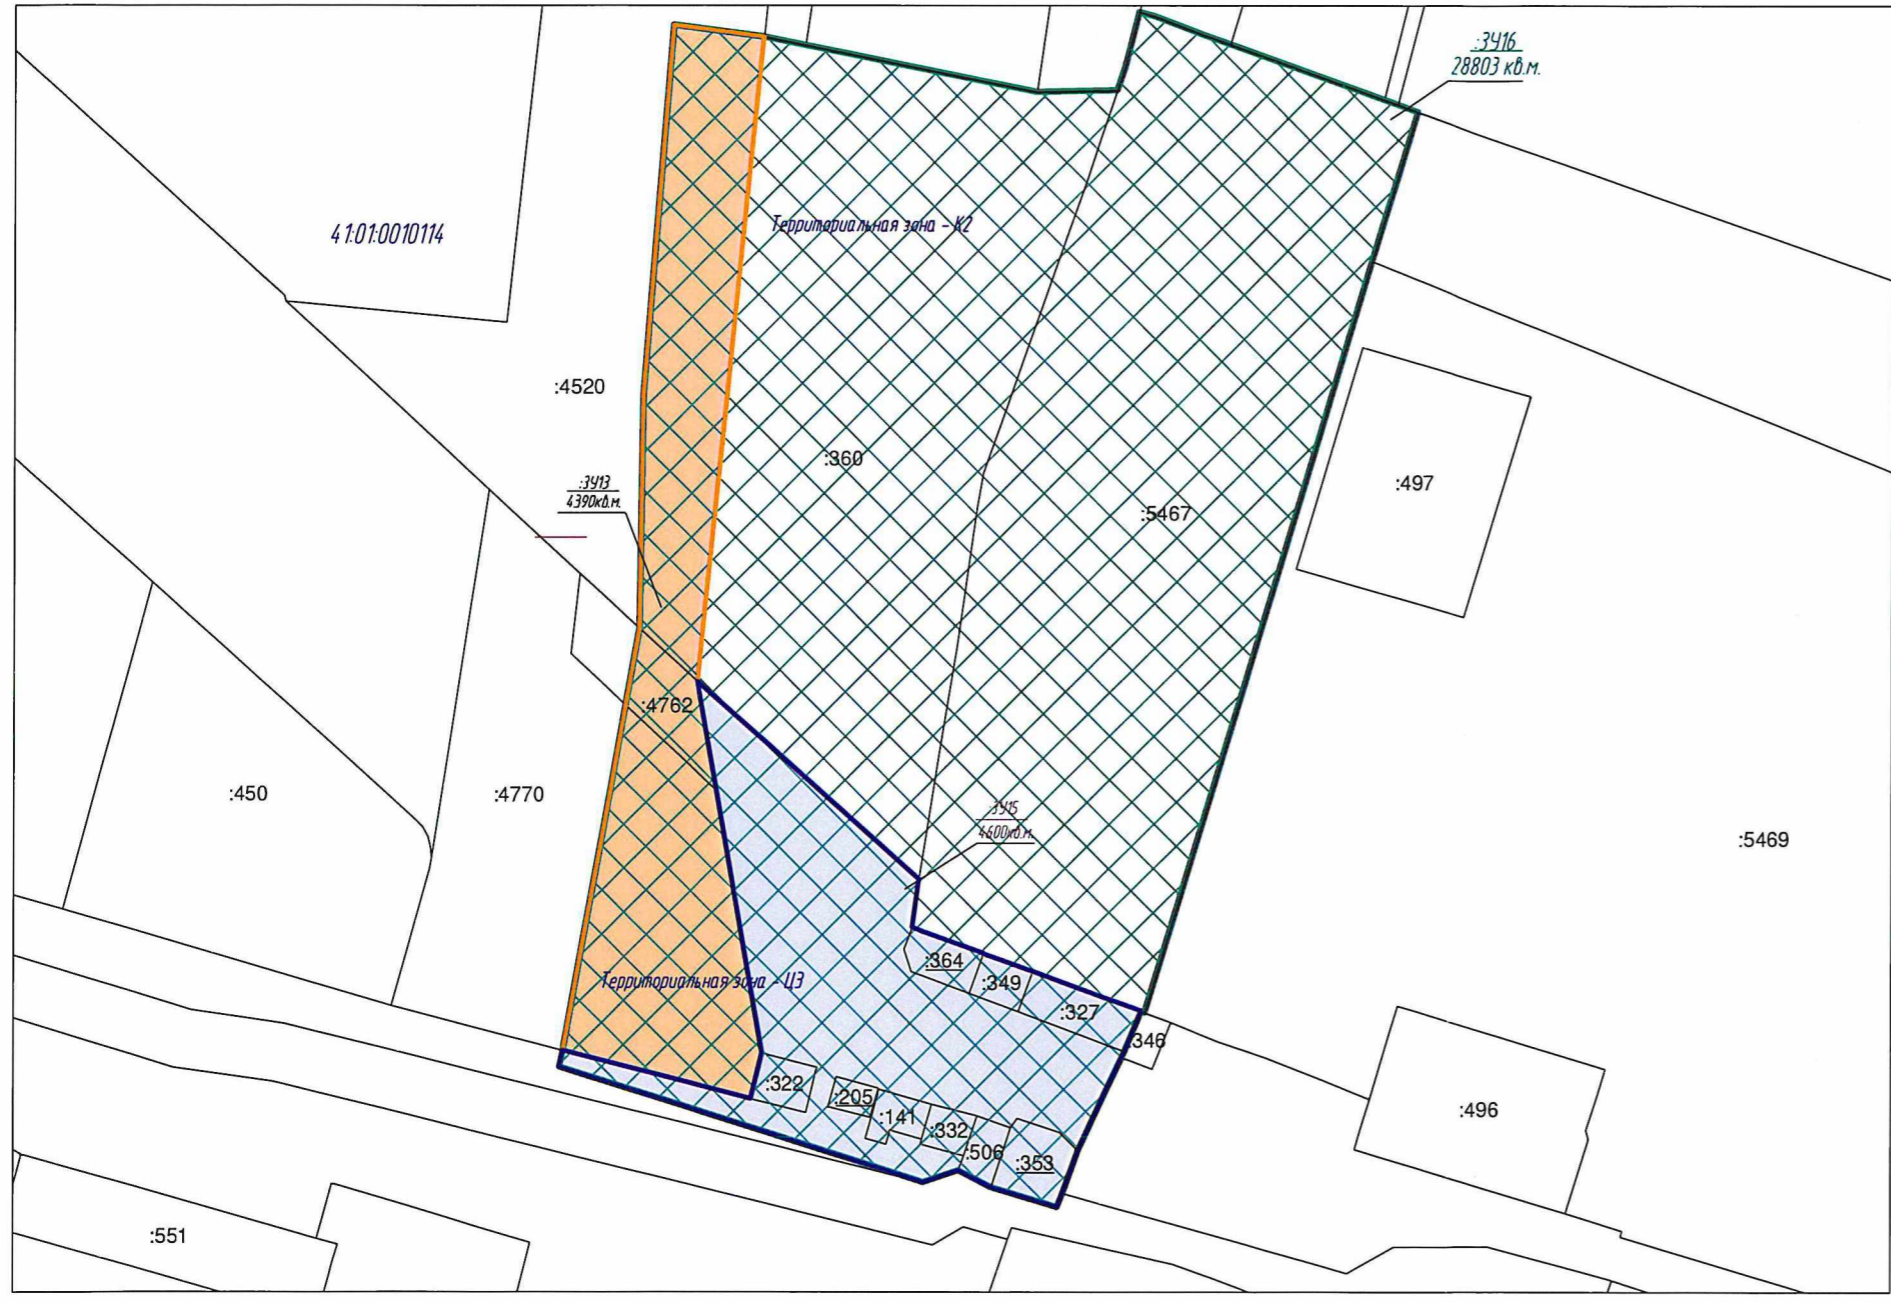 :ЗУ16
28803 кв.м.
Территориальная зона - К2
41:01:0010114
:4520
:360
:497
:ЗУ13
4390кв.м.
:5467
:4762
:450
:4770
:ЗУ15
4600кв.м.
:5469
:364
Территориальная зона - Ц3
:349
:327
:346
:322
:205
:141
:332
:496
:506
:353
:551